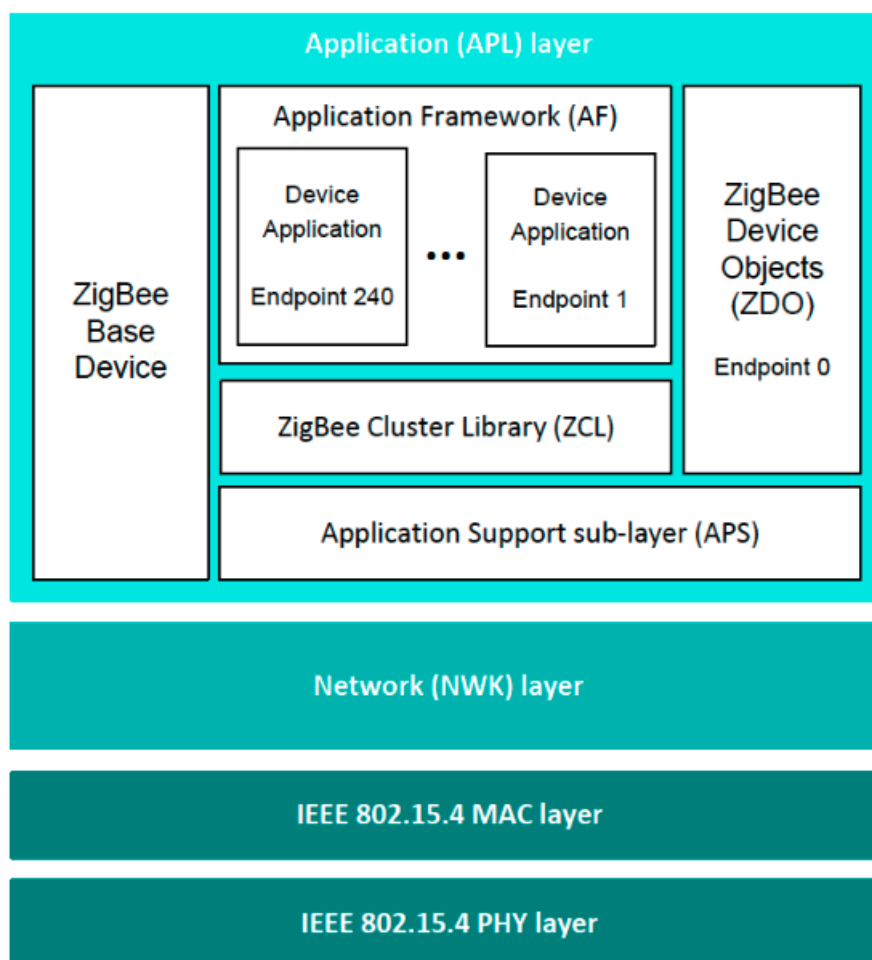 Application (APL) layer
ZigBee
Base
Device
Application Framework (AF)
Device
Application
Endpoint 240
...
Device
Application
Endpoint 1
ZigBee
Device
Objects
(ZDO)
Endpoint 0
ZigBee Cluster Library (ZCL)
Application Support sub-layer (APS)
Network (NWK) layer
IEEE 802.15.4 MAC layer
IEEE 802.15.4 PHY layer